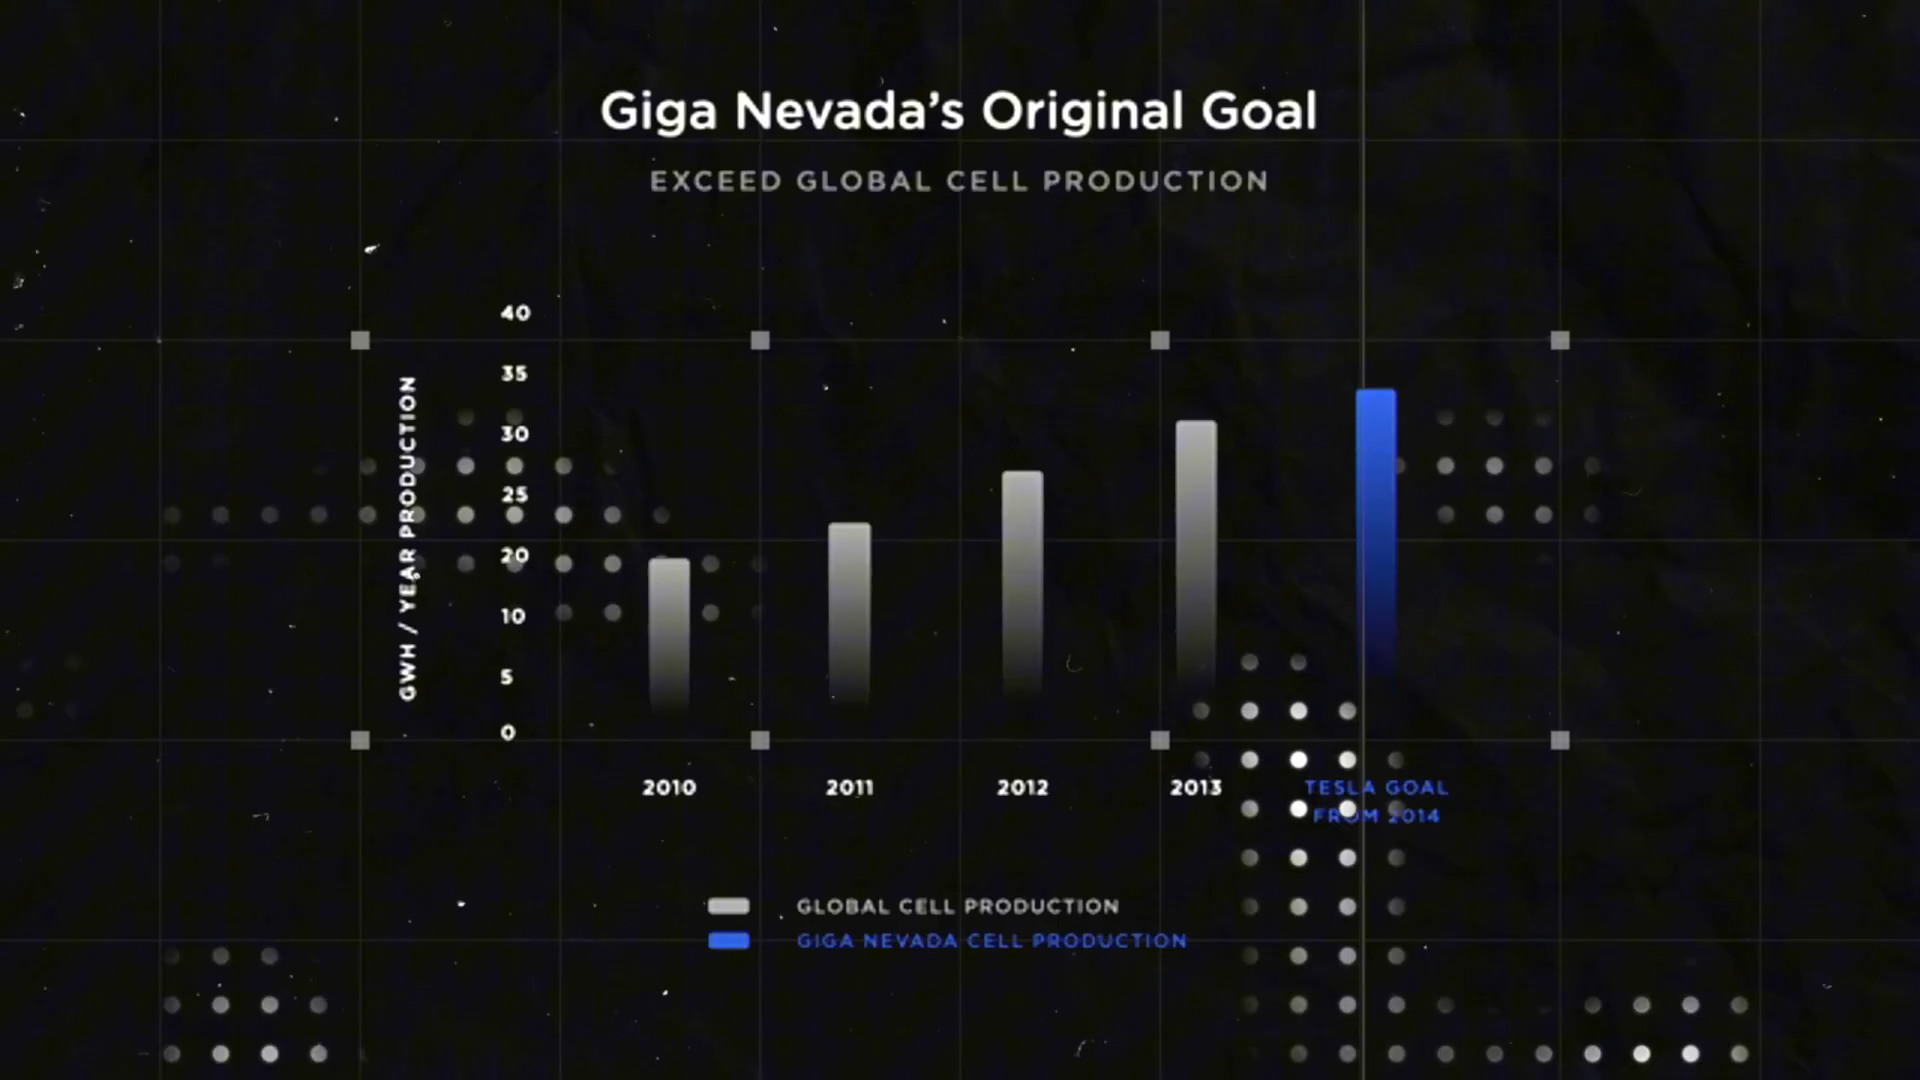 Giga Nevada’s Original Goal
EXCEED GLOBAL CELL PRODUCTION
GWH / YEAR PRODUCTION
40
35
30
25
20
10
5
0
2010
2011
2012
2013
TESLA GOAL
FROM 2014
GLOBAL CELL PRODUCTION
GIGA NEVADA CELL PRODUCTION